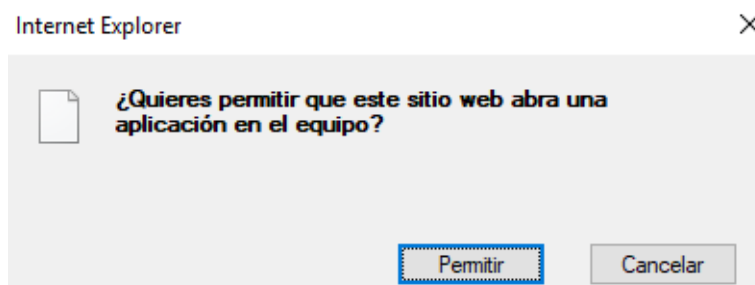 Internet Explorer
¿Quieres permitir que este sitio web abra una
aplicación en el equipo?
Permitir
Cancelar